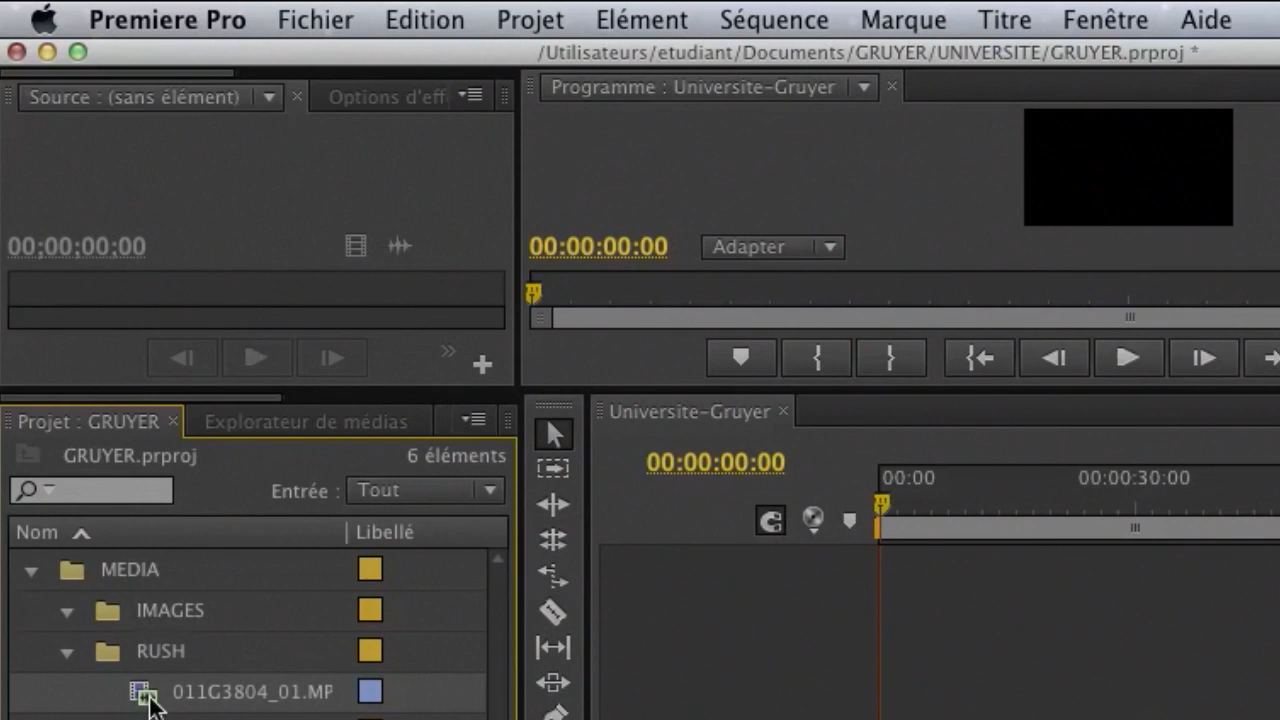 Premiere Pro Fichier Edition Projet Elément Séquence Marque Titre Fenêtre Aide
/Utilisateurs/etudiant/Documents/GRUYER/UNIVERSITE/GRUYER.prproj *
Source : (sans élément) Options d'eff
Programme : Universite-Gruyer
00;00;00;00
00:00:00:00 Adapter
Projet : GRUYER Explorateur de médias
GRUYER.prproj 6 éléments
Entrée : Tout
Nom Libellé
MEDIA
IMAGES
RUSH
011G3804_01.MP
Universite-Gruyer
00:00:00:00
00:00 00:00:30:00